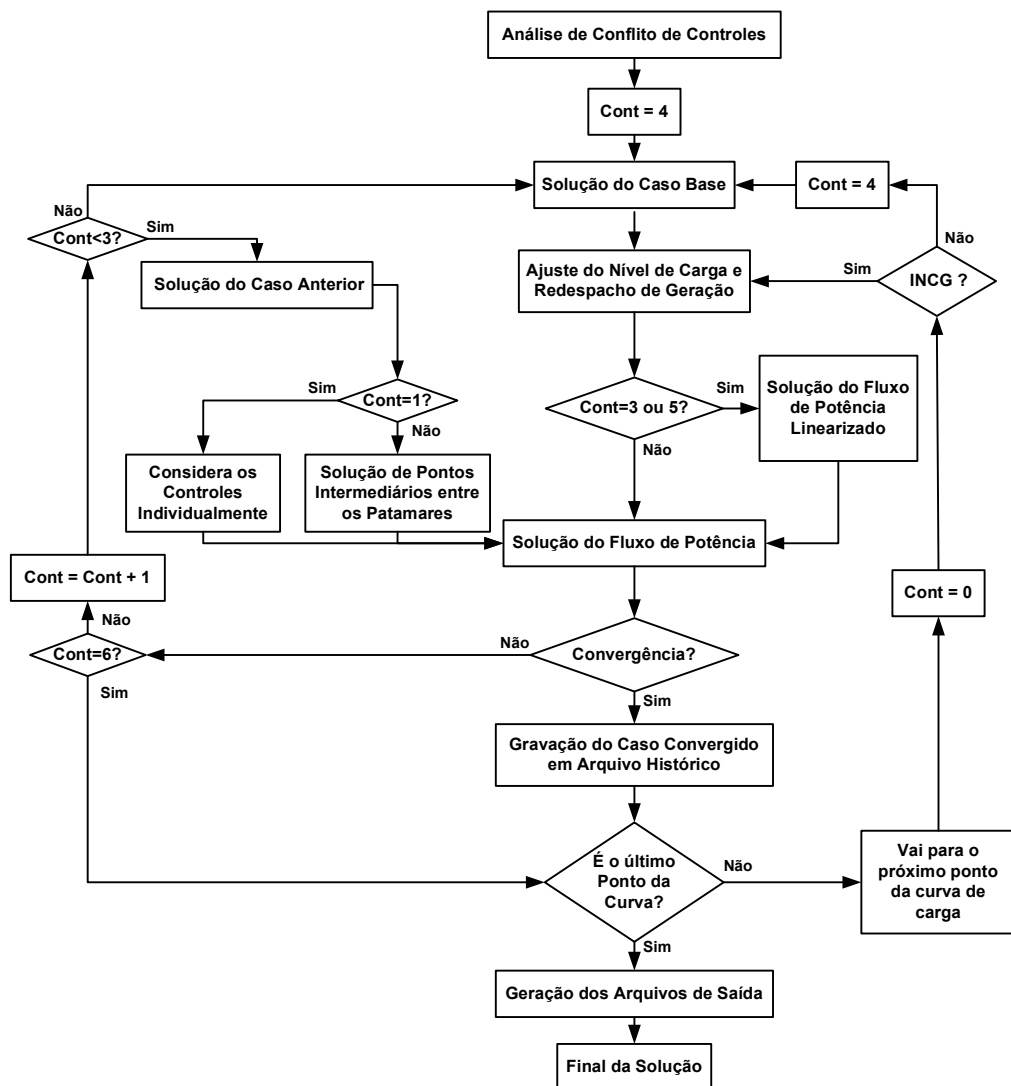 Análise de Conflito de Controles
Cont = 4
Solução do Caso Base
Cont = 4
Não
Cont<3?
Sim
Não
Solução do Caso Anterior
Ajuste do Nível de Carga e
Redespacho de Geração
Sim
INCG ?
Sim
Cont=1?
Não
Cont=3 ou 5?
Sim
Não
Solução do Fluxo
de Potência
Linearizado
Considera os
Controles
Individualmente
Solução de Pontos
Intermediários entre
os Patamares
Solução do Fluxo de Potência
Cont = Cont + 1
Cont = 0
Não
Cont=6?
Sim
Não
Convergência?
Sim
Gravação do Caso Convergido
em Arquivo Histórico
É o último
Ponto da
Curva?
Não
Sim
Vai para o
próximo ponto
da curva de
carga
Geração dos Arquivos de Saída
Final da Solução